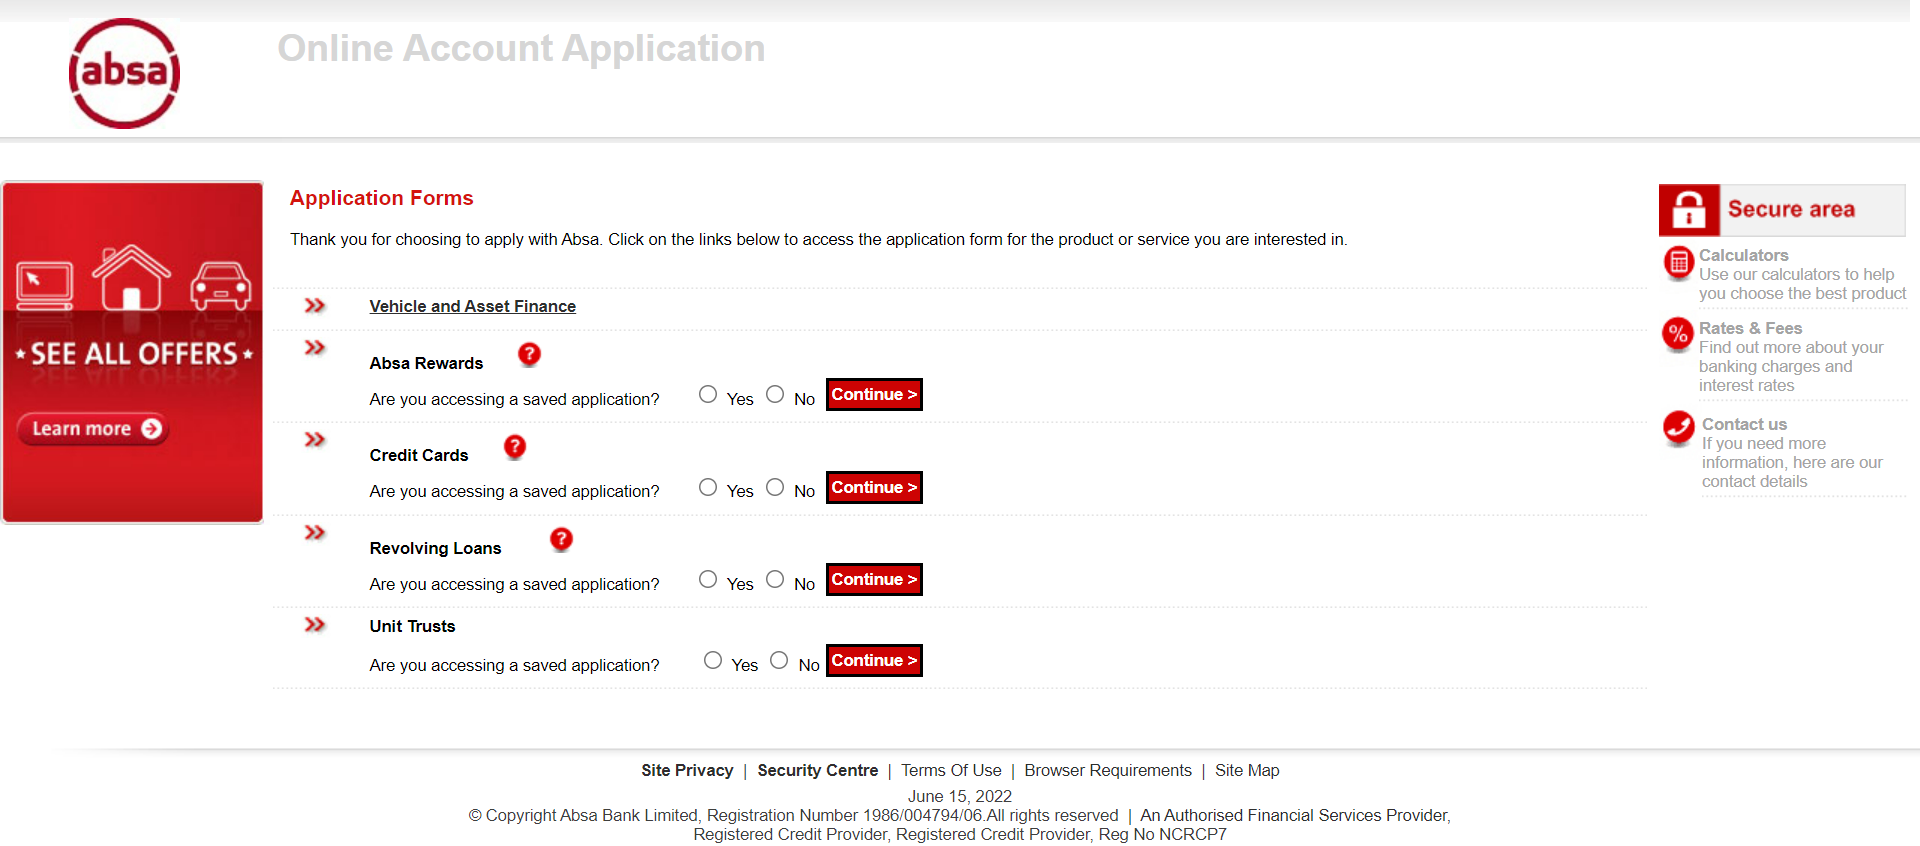 absa
Online Account Application
SEE ALL OFFERS
Learn more
Application Forms
Thank you for choosing to apply with Absa. Click on the links below to access the application form for the product or service you are interested in.
Vehicle and Asset Finance
Absa Rewards ?
Are you accessing a saved application? Yes No Continue >
Credit Cards ?
Are you accessing a saved application? Yes No Continue >
Revolving Loans ?
Are you accessing a saved application? Yes No Continue >
Unit Trusts
Are you accessing a saved application? Yes No Continue >
Secure area
Calculators
Use our calculators to help
you choose the best product
%
Rates & Fees
Find out more about your
banking charges and
interest rates
Contact us
If you need more
information, here are our
contact details
Site Privacy | Security Centre | Terms Of Use | Browser Requirements | Site Map
June 15, 2022
© Copyright Absa Bank Limited, Registration Number 1986/004794/06.All rights reserved | An Authorised Financial Services Provider,
Registered Credit Provider, Registered Credit Provider, Reg No NCRCP7